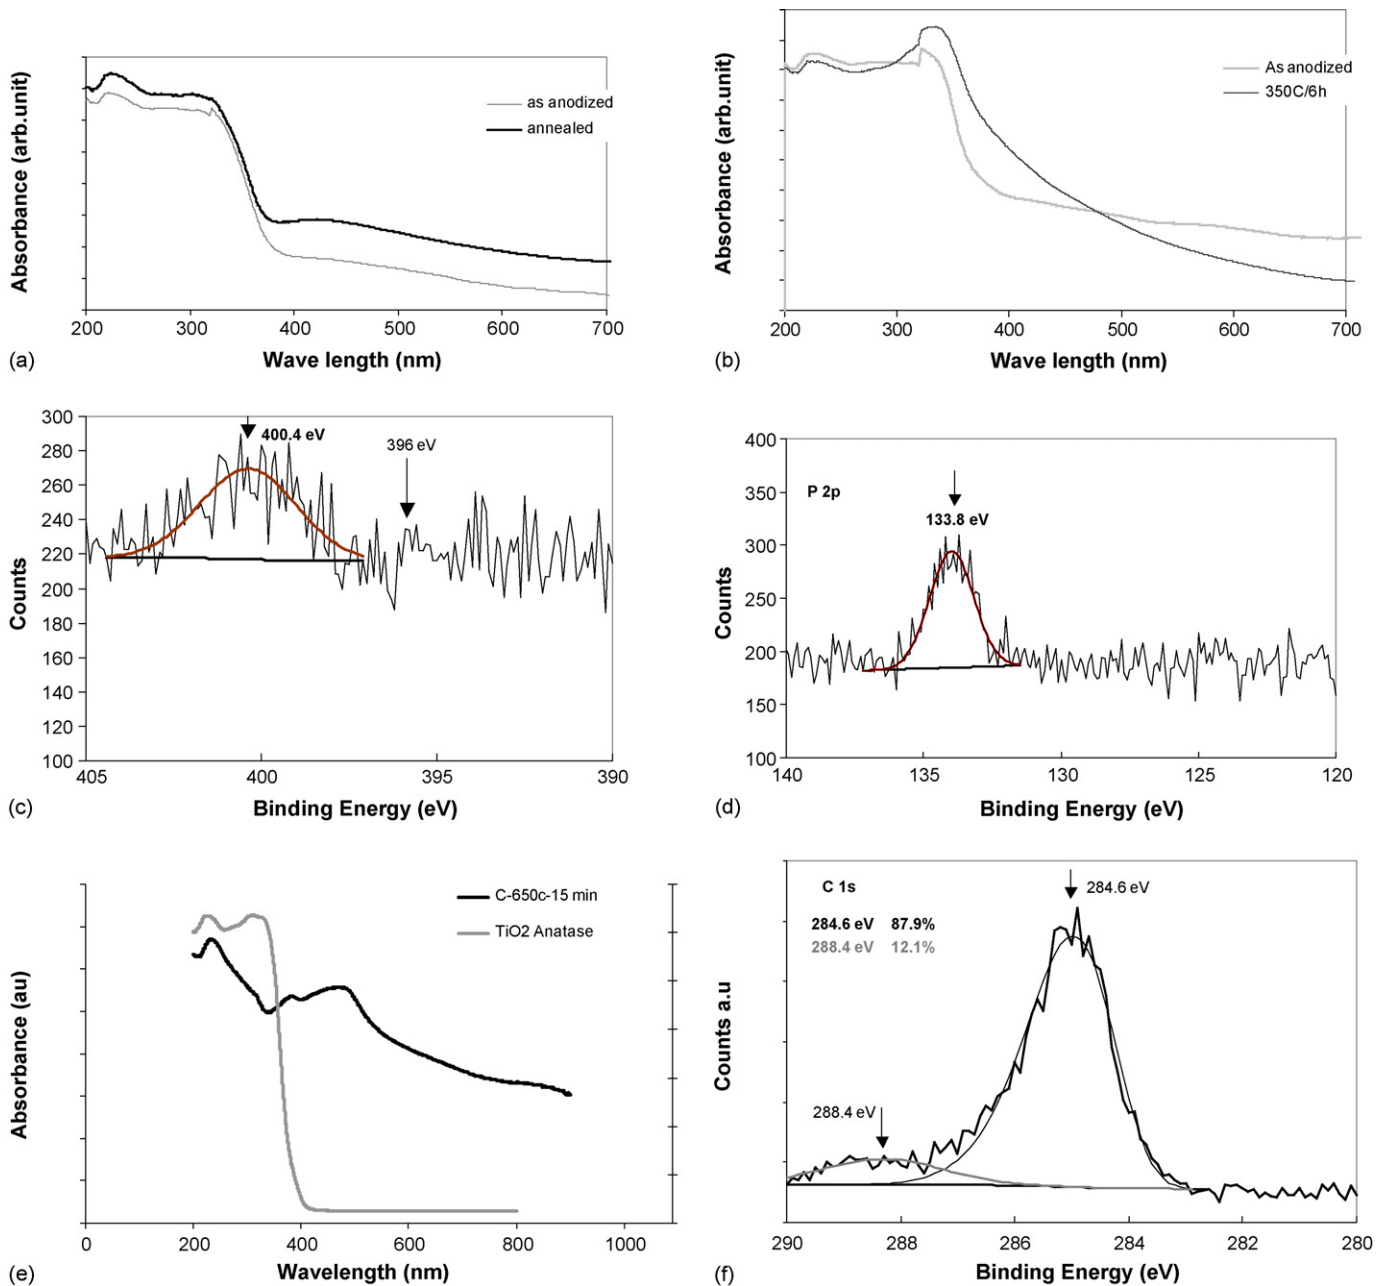 as anodized
annealed
Absorbance (arb.unit)
200 300 400 500 600 700
Wave length (nm)
(a)
As anodized
350C/6h
Absorbance (arb.unit)
200 300 400 500 600 700
Wave length (nm)
(b)
300
280
260
240
220
200
180
160
140
120
100
400.4 eV
396 eV
Counts
405 400 395 390
Binding Energy (eV)
(c)
400
350
300
250
200
150
100
P 2p
133.8 eV
Counts
140 135 130 125 120
Binding Energy (eV)
(d)
C-650c-15 min
TiO2 Anatase
Absorbance (au)
0 200 400 600 800 1000
Wavelength (nm)
(e)
C 1s
284.6 eV
284.6 eV 87.9%
288.4 eV 12.1%
288.4 eV
Counts a.u
290 288 286 284 282 280
Binding Energy (eV)
(f)